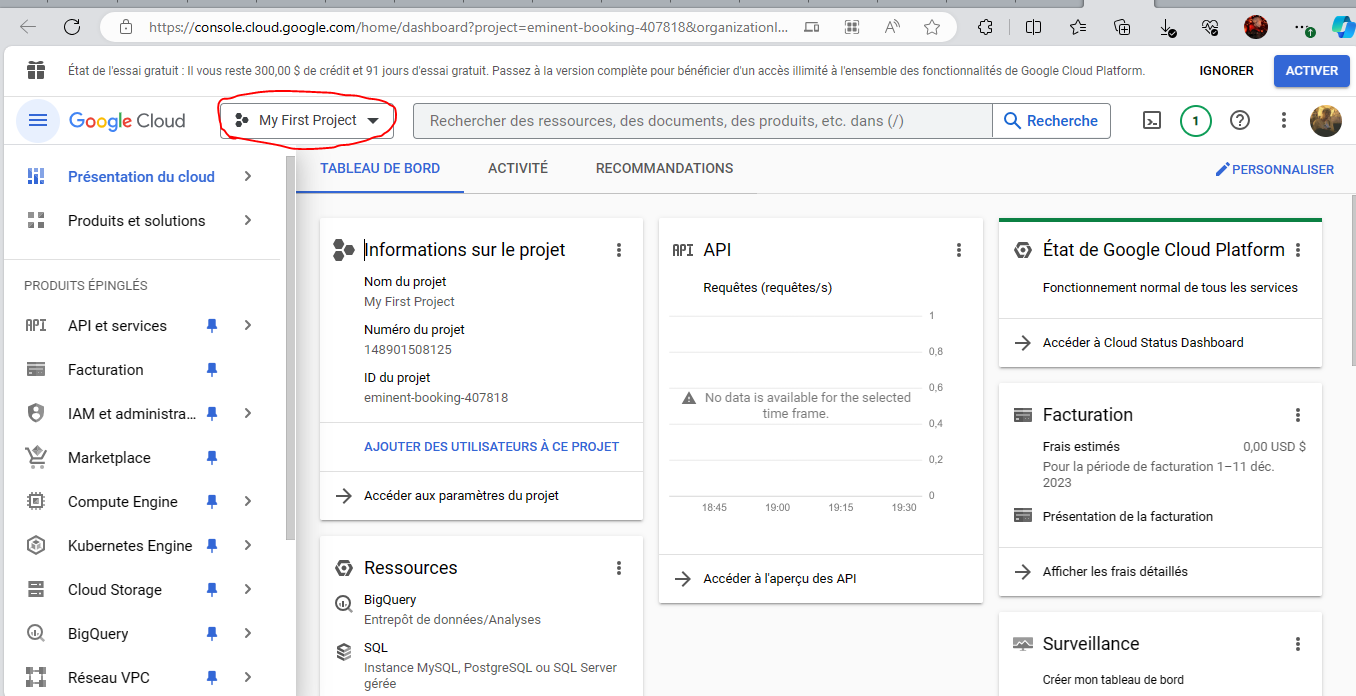 https://console.cloud.google.com/home/dashboard?project=eminent-booking-407818&organizationI...
État de l'essai gratuit : Il vous reste 300,00 $ de crédit et 91 jours d'essai gratuit. Passez à la version complète pour bénéficier d'un accès illimité à l'ensemble des fonctionnalités de Google Cloud Platform.
IGNORER
ACTIVER
Google Cloud
My First Project
Rechercher des ressources, des documents, des produits, etc. dans (/)
Recherche
1
Présentation du cloud
Produits et solutions
PRODUITS ÉPINGLÉS
API API et services
Facturation
IAM et administra...
Marketplace
Compute Engine
Kubernetes Engine
Cloud Storage
BigQuery
Réseau VPC
TABLEAU DE BORD
ACTIVITÉ
RECOMMANDATIONS
PERSONNALISER
Informations sur le projet
Nom du projet
My First Project
Numéro du projet
148901508125
ID du projet
eminent-booking-407818
AJOUTER DES UTILISATEURS À CE PROJET
Accéder aux paramètres du projet
Ressources
BigQuery
Entrepôt de données/Analyses
SQL
Instance MySQL, PostgreSQL ou SQL Server
gérée
API API
Requêtes (requêtes/s)
1
0,8
0,6
No data is available for the selected
time frame.
0,4
0,2
0
18:45 19:00 19:15 19:30
Accéder à l'aperçu des API
État de Google Cloud Platform
Fonctionnement normal de tous les services
Accéder à Cloud Status Dashboard
Facturation
Frais estimés 0,00 USD $
Pour la période de facturation 1–11 déc.
2023
Présentation de la facturation
Afficher les frais détaillés
Surveillance
Créer mon tableau de bord